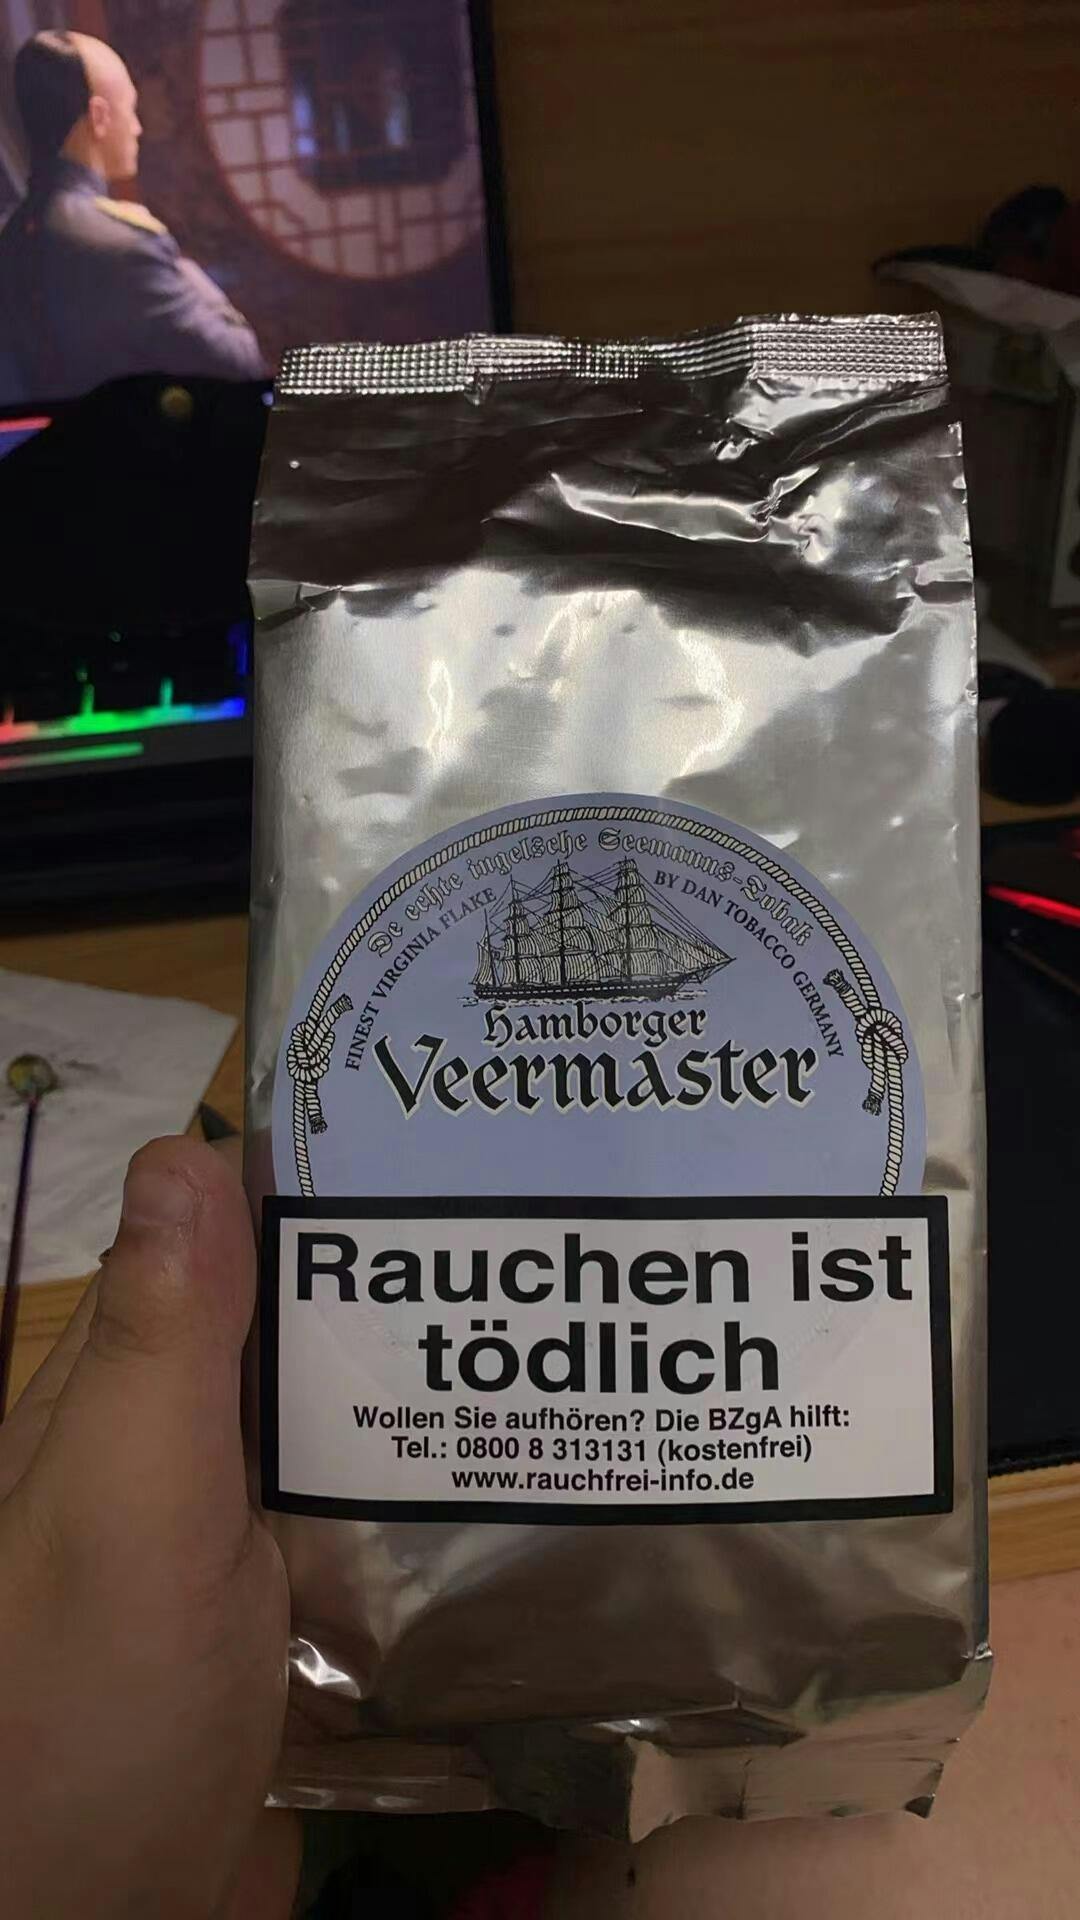 De echte ingelsche Seemanns-Tobak
FINEST VIRGINIA FLAKE
BY DAN TOBACCO GERMANY
Hamborger
Veermaster
Rauchen ist
tödlich
Wollen Sie aufhören? Die BZgA hilft:
Tel.: 0800 8 313131 (kostenfrei)
www.rauchfrei-info.de